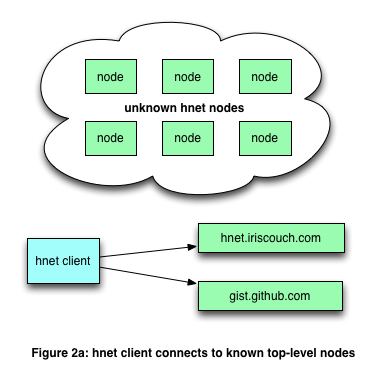 node node node
unknown hnet nodes
node node node
hnet.iriscouch.com
hnet client
gist.github.com
Figure 2a: hnet client connects to known top-level nodes